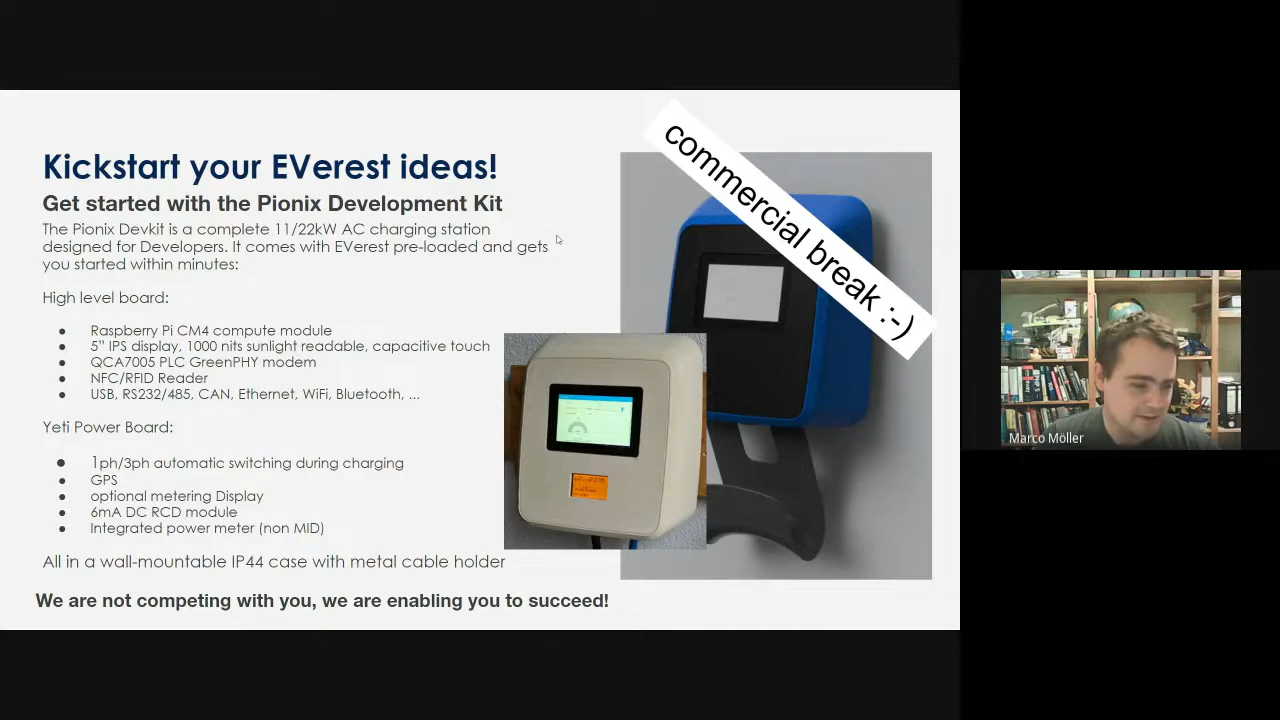 Kickstart your EVerest ideas!
Get started with the Pionix Development Kit
The Pionix Devkit is a complete 11/22kW AC charging station
designed for Developers. It comes with EVerest pre-loaded and gets
you started within minutes:
High level board:
● Raspberry Pi CM4 compute module
● 5” IPS display, 1000 nits sunlight readable, capacitive touch
● QCA7005 PLC GreenPHY modem
● NFC/RFID Reader
● USB, RS232/485, CAN, Ethernet, WiFi, Bluetooth, ...
Yeti Power Board:
● 1ph/3ph automatic switching during charging
● GPS
● optional metering Display
● 6mA DC RCD module
● Integrated power meter (non MID)
All in a wall-mountable IP44 case with metal cable holder
We are not competing with you, we are enabling you to succeed!
commercial break :-)
Marco Möller